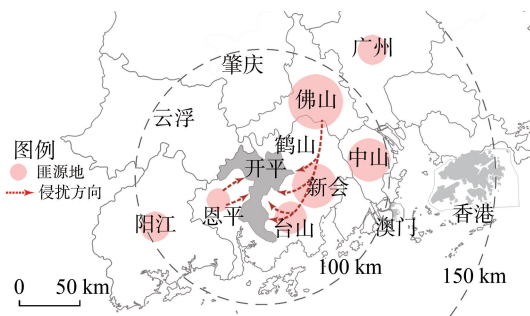 广州
肇庆
佛山
云浮
鹤山
图例
匪源地
侵扰方向
开平
中山
新会
恩平
台山
阳江
澳门
香港
100 km
150 km
0 50 km